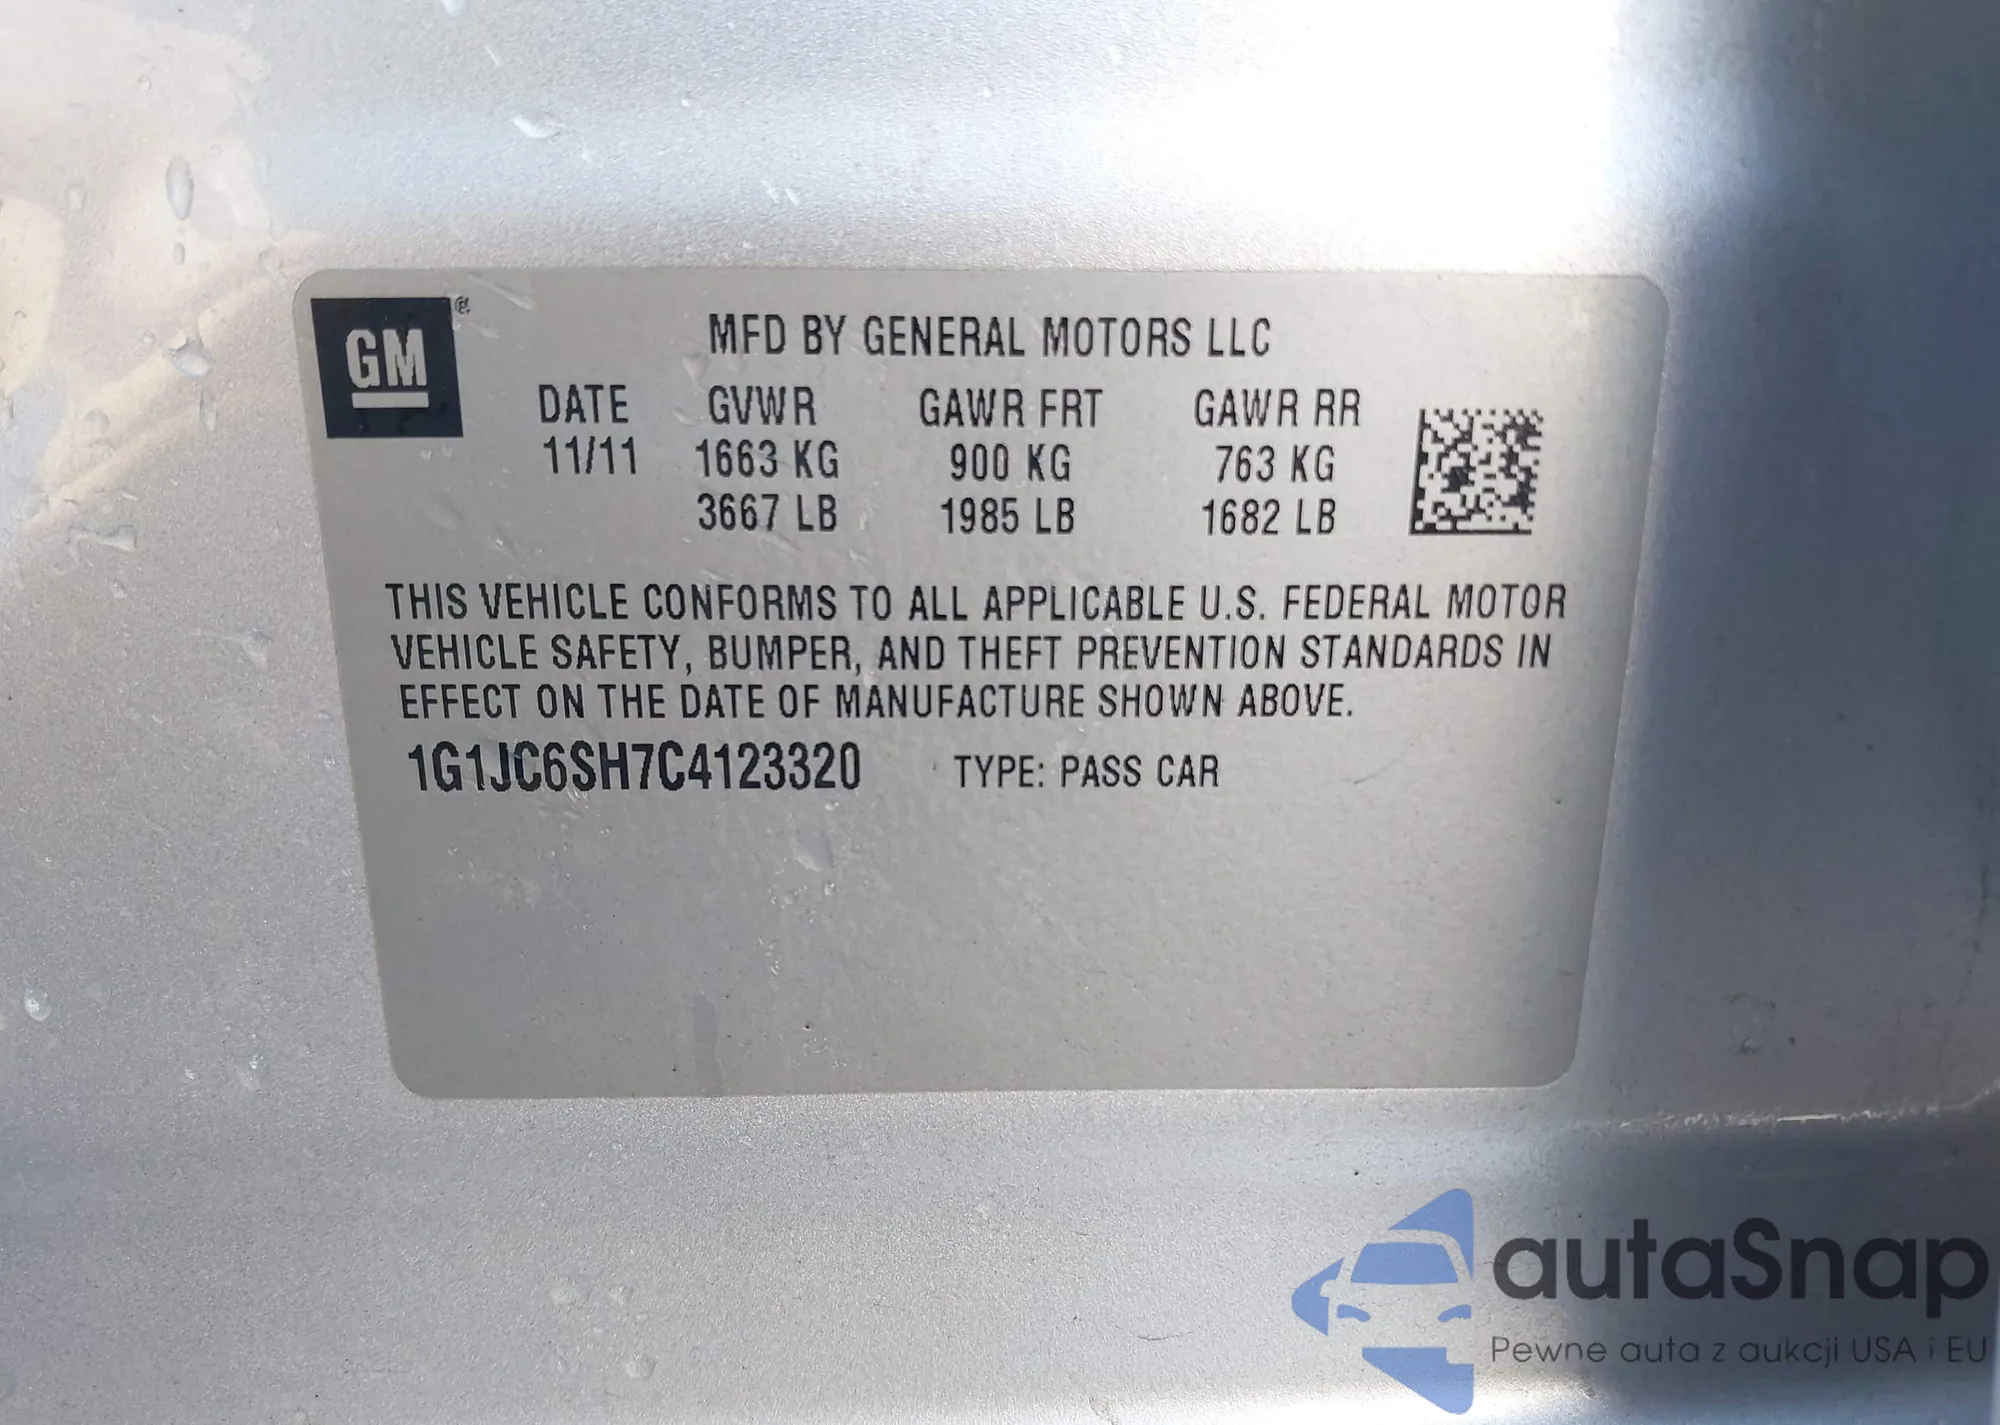 GM ®
MFD BY GENERAL MOTORS LLC
DATE GVWR GAWR FRT GAWR RR
11/11 1663 KG 900 KG 763 KG
3667 LB 1985 LB 1682 LB
THIS VEHICLE CONFORMS TO ALL APPLICABLE U.S. FEDERAL MOTOR
VEHICLE SAFETY, BUMPER, AND THEFT PREVENTION STANDARDS IN
EFFECT ON THE DATE OF MANUFACTURE SHOWN ABOVE.
1G1JC6SH7C4123320 TYPE: PASS CAR
autaSnap
Pewne auta z aukcji USA i EU